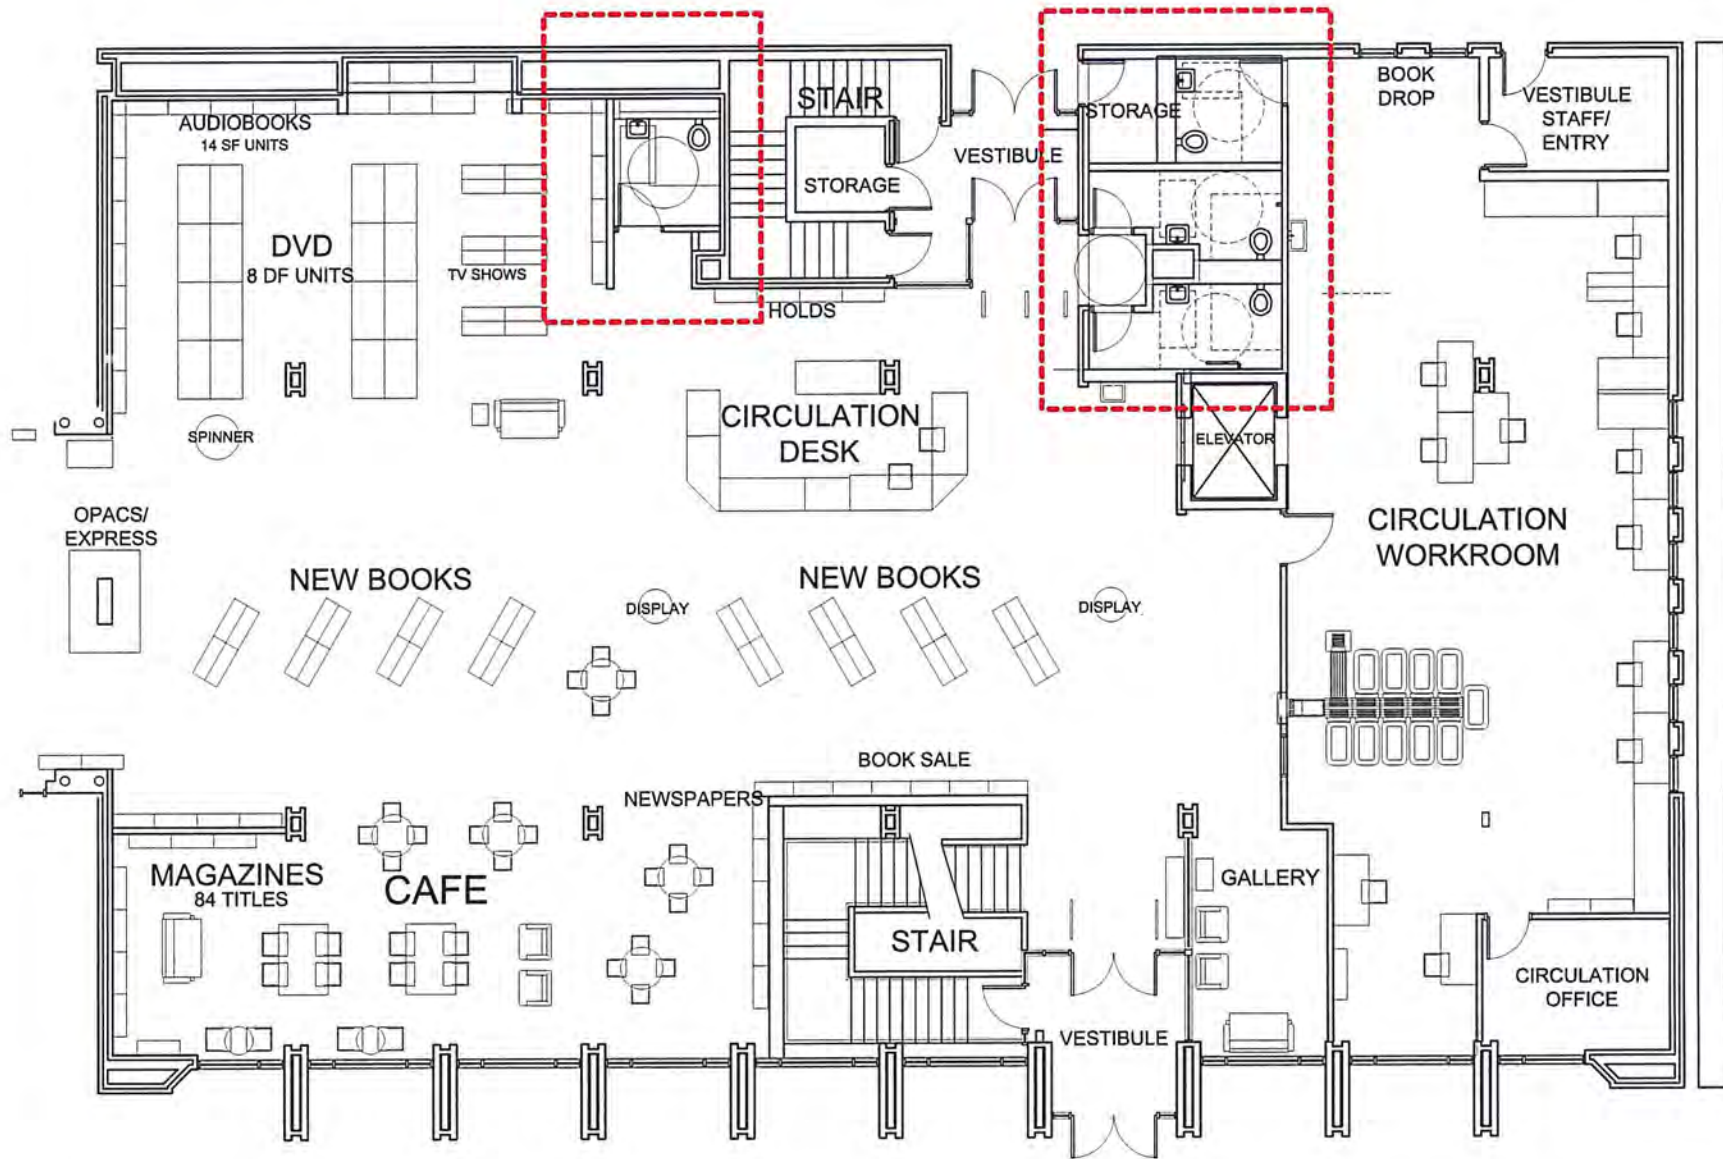 AUDIOBOOKS
14 SF UNITS
DVD
8 DF UNITS
TV SHOWS
SPINNER
STAIR
STORAGE
HOLDS
VESTIBULE
STORAGE
BOOK
DROP
VESTIBULE
STAFF/
ENTRY
CIRCULATION
DESK
ELEVATOR
OPACS/
EXPRESS
NEW BOOKS
DISPLAY
NEW BOOKS
DISPLAY
CIRCULATION
WORKROOM
BOOK SALE
NEWSPAPERS
MAGAZINES
84 TITLES
CAFE
STAIR
GALLERY
VESTIBULE
CIRCULATION
OFFICE